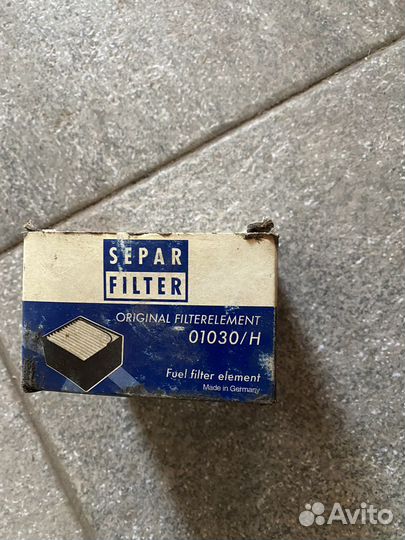 SEPAR
FILTER
ORIGINAL FILTERELEMENT
01030/H
Fuel filter element
Made in Germany
Avito